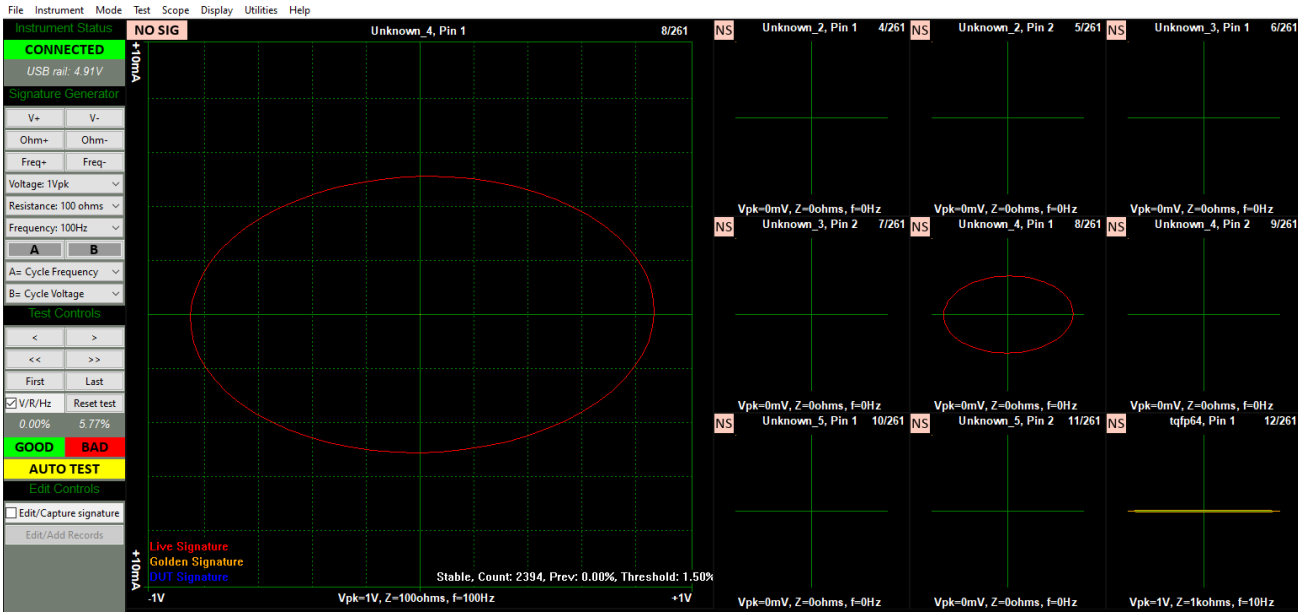 File Instrument Mode Test Scope Display Utilities Help
Instrument Status
CONNECTED
USB rail: 4.91V
Signature Generator
V+ V-
Ohm+ Ohm-
Freq+ Freq-
Voltage: 1Vpk
Resistance: 100 ohms
Frequency: 100Hz
A B
A= Cycle Frequency
B= Cycle Voltage
Test Controls
< >
<< >>
First Last
V/R/Hz Reset test
0.00% 5.77%
GOOD BAD
AUTO TEST
Edit Controls
Edit/Capture signature
Edit/Add Records
NO SIG Unknown_4, Pin 1 8/261
+10mA
Live Signature
Golden Signature
DUT Signature
Stable, Count: 2394, Prev: 0.00%, Threshold: 1.50%
+10mA
-1V Vpk=1V, Z=100ohms, f=100Hz +1V
NS Unknown_2, Pin 1 4/261
Vpk=0mV, Z=0ohms, f=0Hz
NS Unknown_2, Pin 2 5/261
Vpk=0mV, Z=0ohms, f=0Hz
NS Unknown_3, Pin 1 6/261
Vpk=0mV, Z=0ohms, f=0Hz
NS Unknown_3, Pin 2 7/261
Vpk=0mV, Z=0ohms, f=0Hz
NS Unknown_4, Pin 1 8/261
Vpk=0mV, Z=0ohms, f=0Hz
NS Unknown_4, Pin 2 9/261
Vpk=0mV, Z=0ohms, f=0Hz
NS Unknown_5, Pin 1 10/261
Vpk=0mV, Z=0ohms, f=0Hz
NS Unknown_5, Pin 2 11/261
Vpk=0mV, Z=0ohms, f=0Hz
NS tqfp64, Pin 1 12/261
Vpk=1V, Z=1kohms, f=10Hz